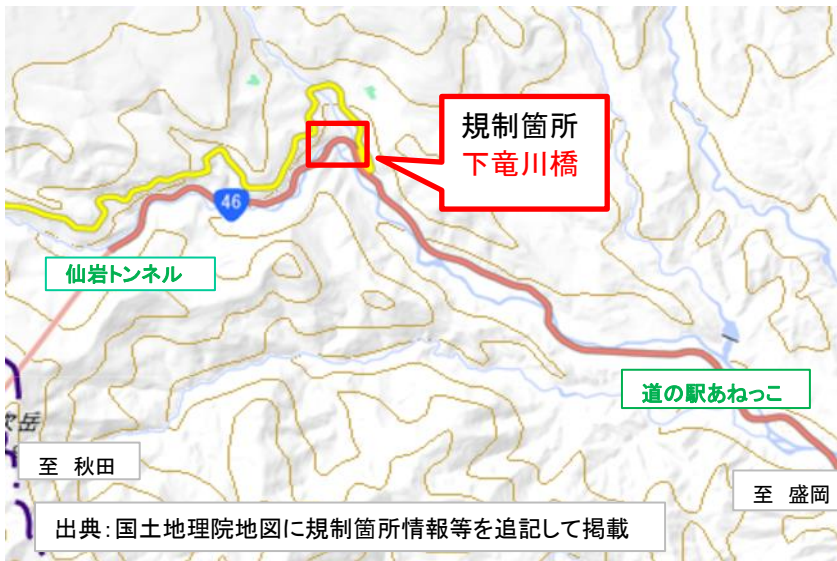 規制箇所
下竜川橋
46
仙岩トンネル
道の駅あねっこ
岳
至 秋田
至 盛岡
出典:国土地理院地図に規制箇所情報等を追記して掲載